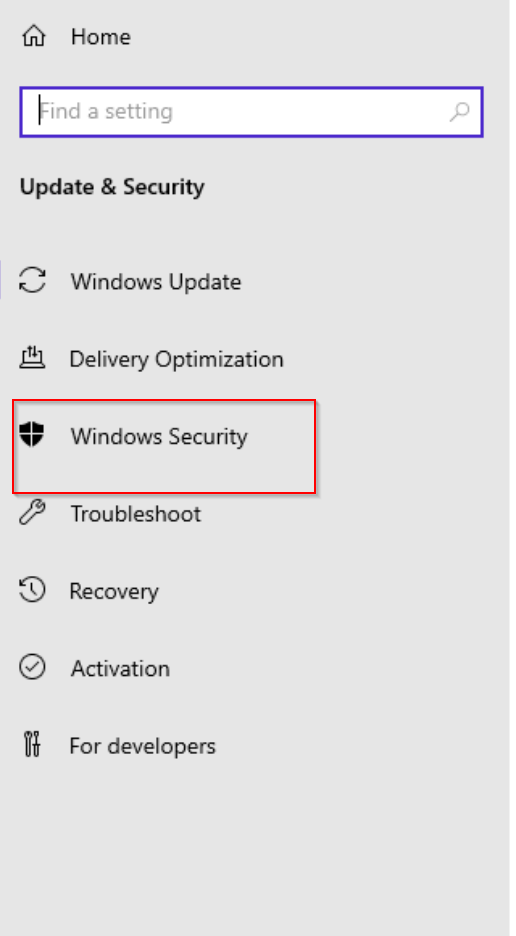 Home
Find a setting
Update & Security
Windows Update
Delivery Optimization
Windows Security
Troubleshoot
Recovery
Activation
For developers